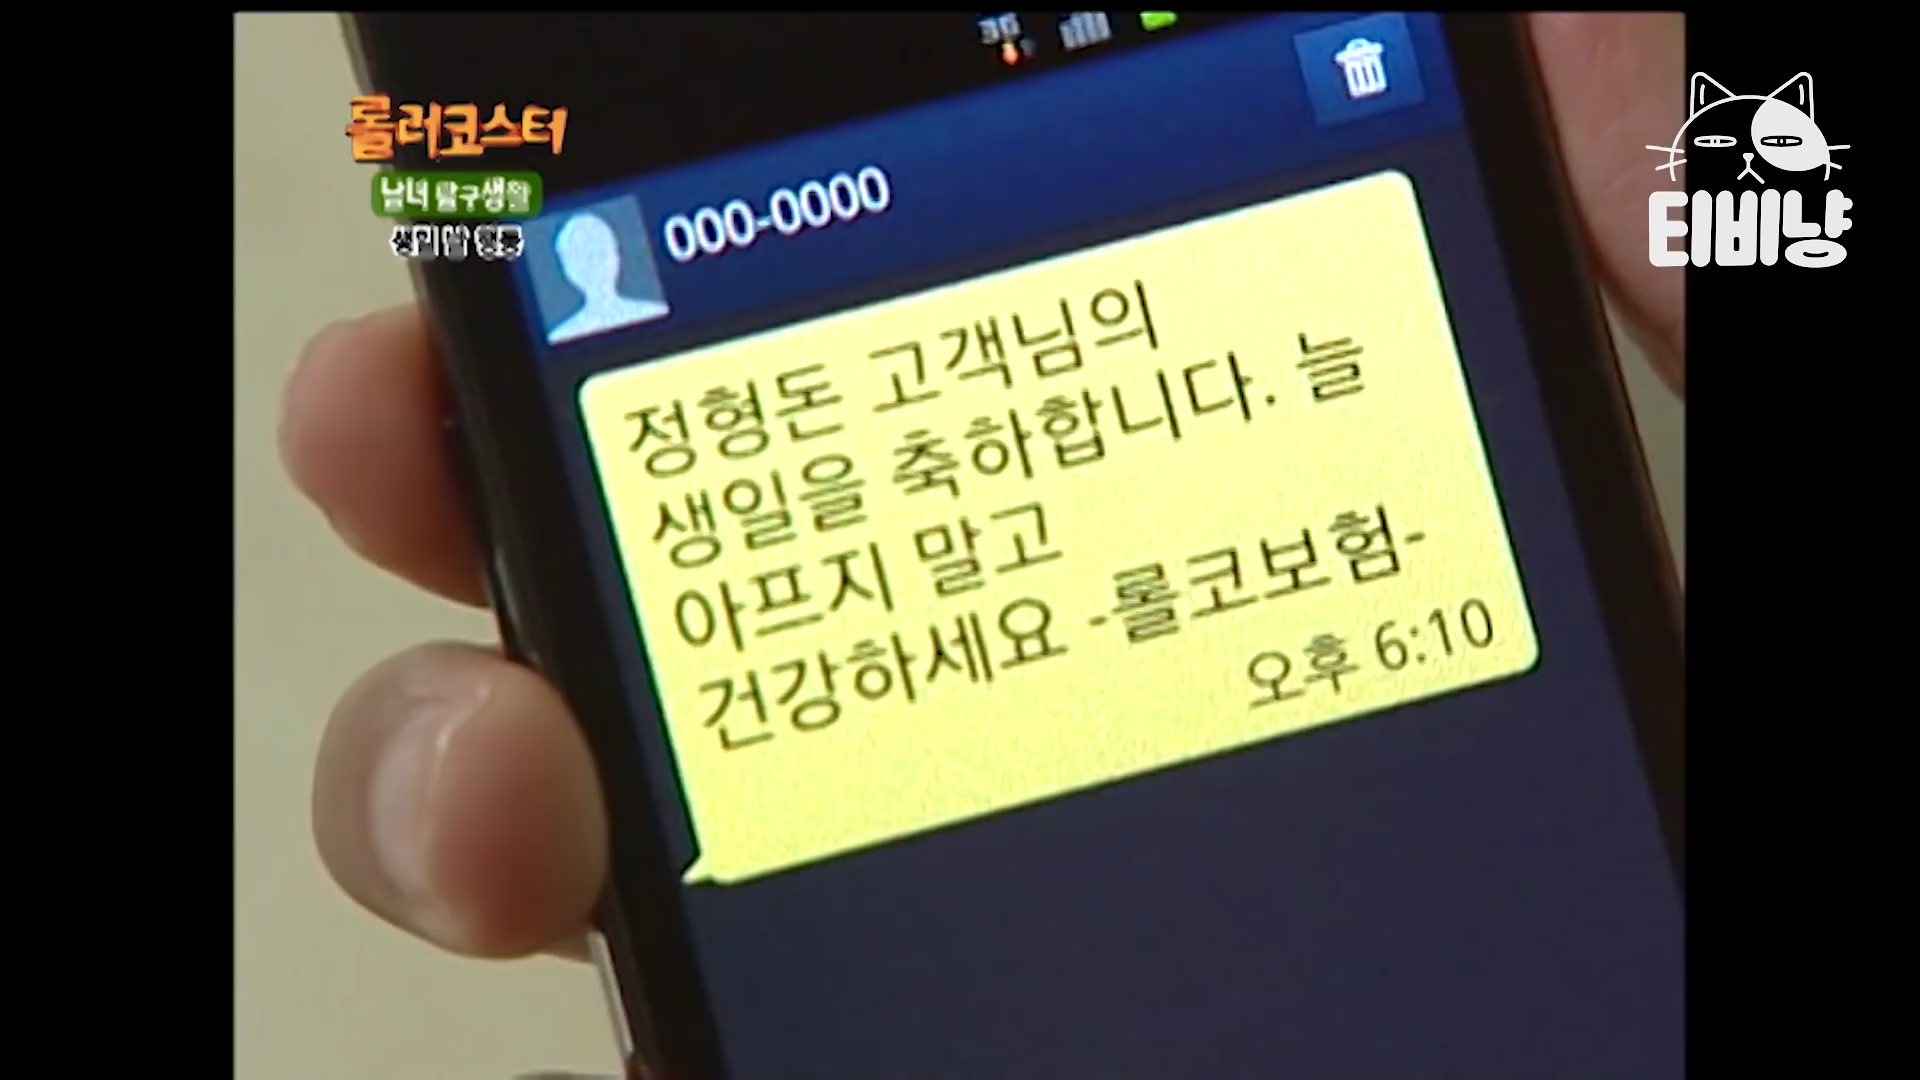 롤러코스터
남녀 탐구생활
000-0000
정형돈 고객님의
생일을 축하합니다. 늘
아프지 말고
건강하세요 -롤코보험-
오후 6:10
티비냥